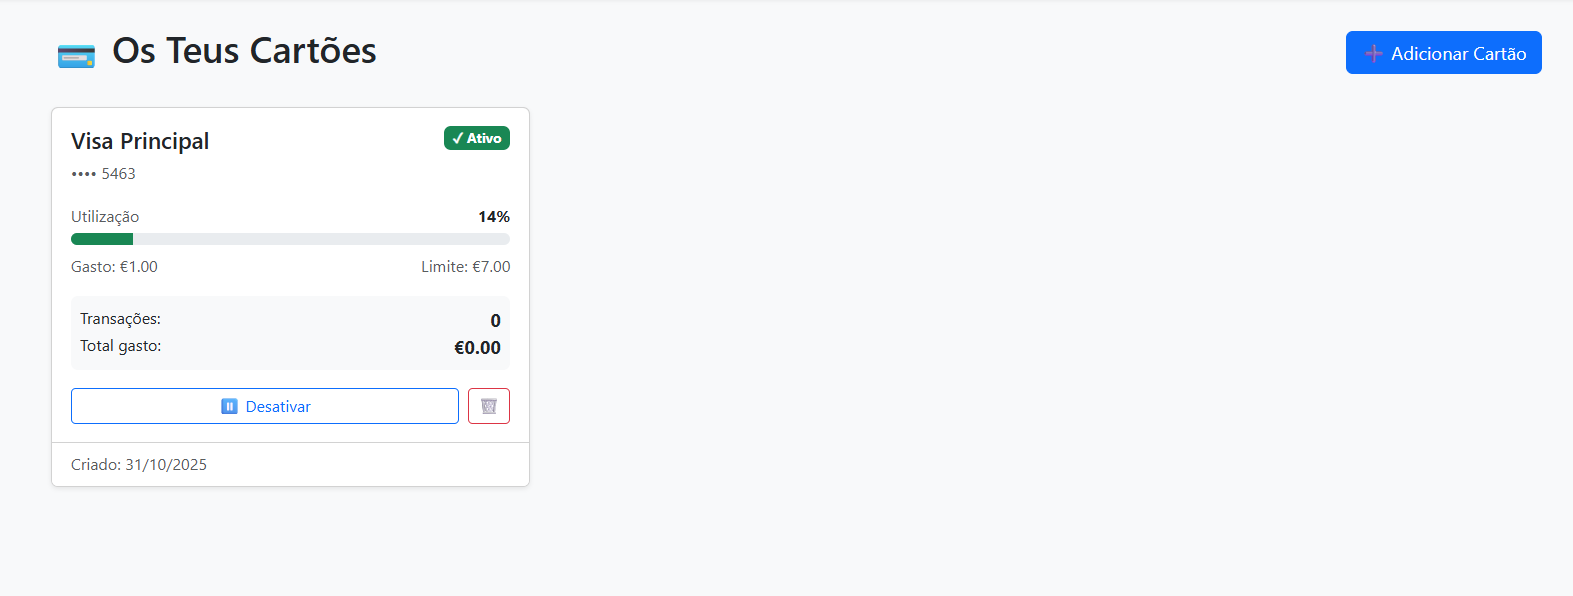 Os Teus Cartões
Adicionar Cartão
Visa Principal
✓ Ativo
•••• 5463
Utilização
14%
Gasto: €1.00
Limite: €7.00
Transações:
0
Total gasto:
€0.00
Desativar
Criado: 31/10/2025